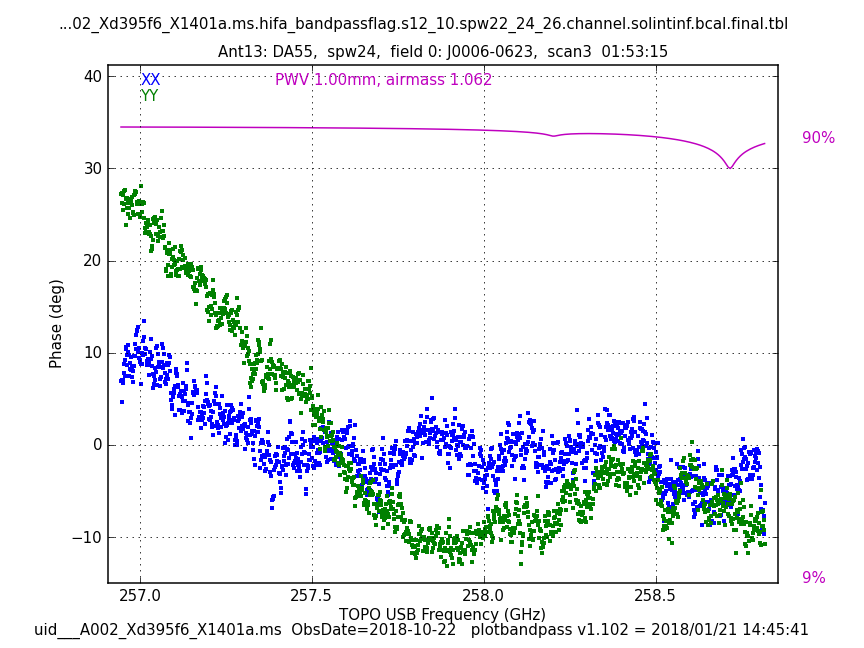 ...02_Xd395f6_X1401a.ms.hifa_bandpassflag.s12_10.spw22_24_26.channel.solintinf.bcal.final.tbl
Ant13: DA55,  spw24,  field 0: J0006-0623,  scan3  01:53:15
XX
PWV 1.00mm, airmass 1.062
YY
40
30
20
10
0
−10
Phase (deg)
90%
9%
257.0
257.5
258.0
258.5
TOPO USB Frequency (GHz)
uid___A002_Xd395f6_X1401a.ms  ObsDate=2018-10-22   plotbandpass v1.102 = 2018/01/21 14:45:41